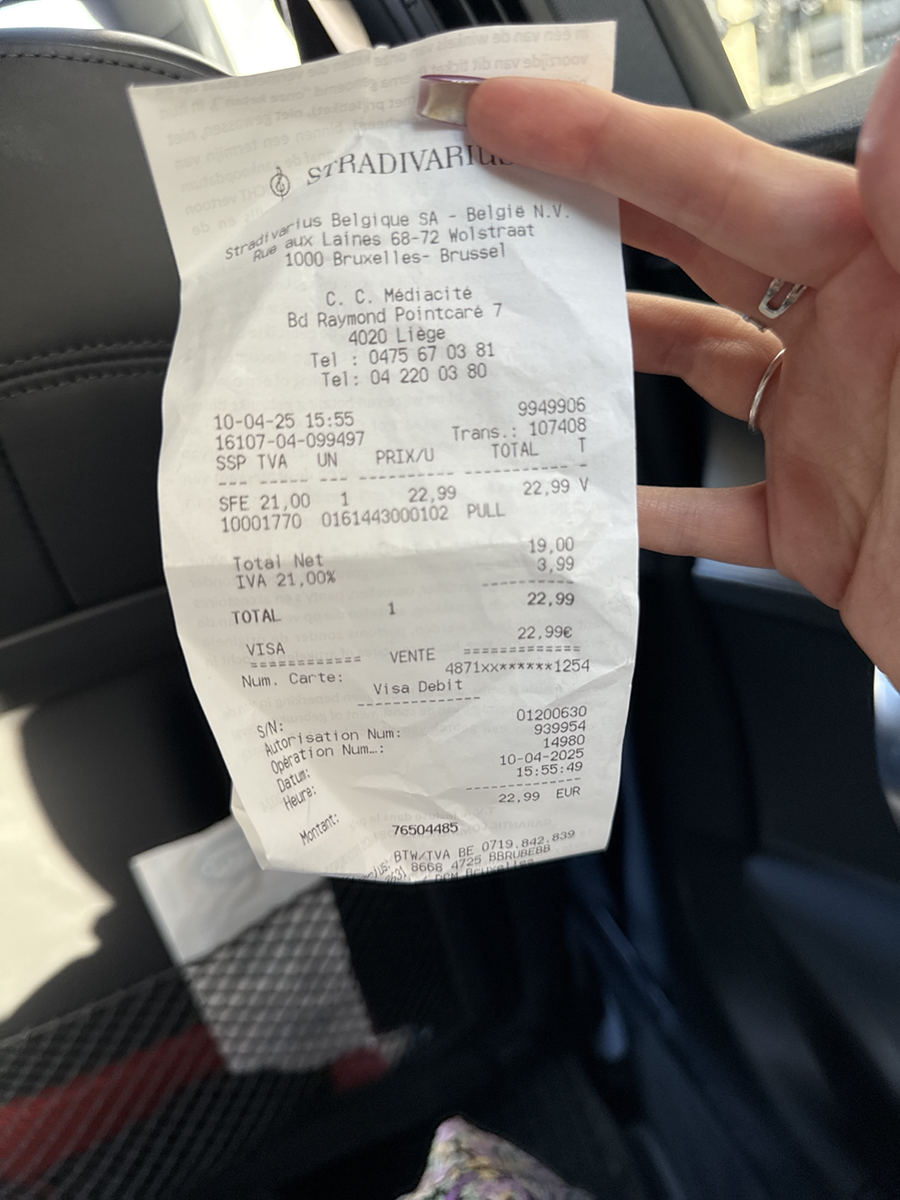 STRADIVARIUS
Stradivarius Belgique SA - België N.V.
Rue aux Laines 68-72 Wolstraat
1000 Bruxelles- Brussel
C. C. Médiacité
Bd Raymond Pointcaré 7
4020 Liège
Tel : 0475 67 03 81
Tel: 04 220 03 80
10-04-25 15:55 9949906
16107-04-099497 Trans.: 107408
SSP TVA UN PRIX/U TOTAL T
--- ----- --- ---------- ----------- -
SFE 21,00 1 22,99 22,99 V
10001770 0161443000102 PULL
Total Net 19,00
IVA 21,00% 3,99
----------
TOTAL 1 22,99
VISA 22,99€
============ VENTE =============
Num. Carte: 4871xx******1254
Visa Debit
-------------
S/N: 01200630
Autorisation Num: 939954
Opération Num…: 14980
Datum: 10-04-2025
Heure: 15:55:49
-------------
Montant: 22,99 EUR
76504485
BTW/TVA BE 0719.842.839
8668 4725 BBRUBEBB
Bruxelles